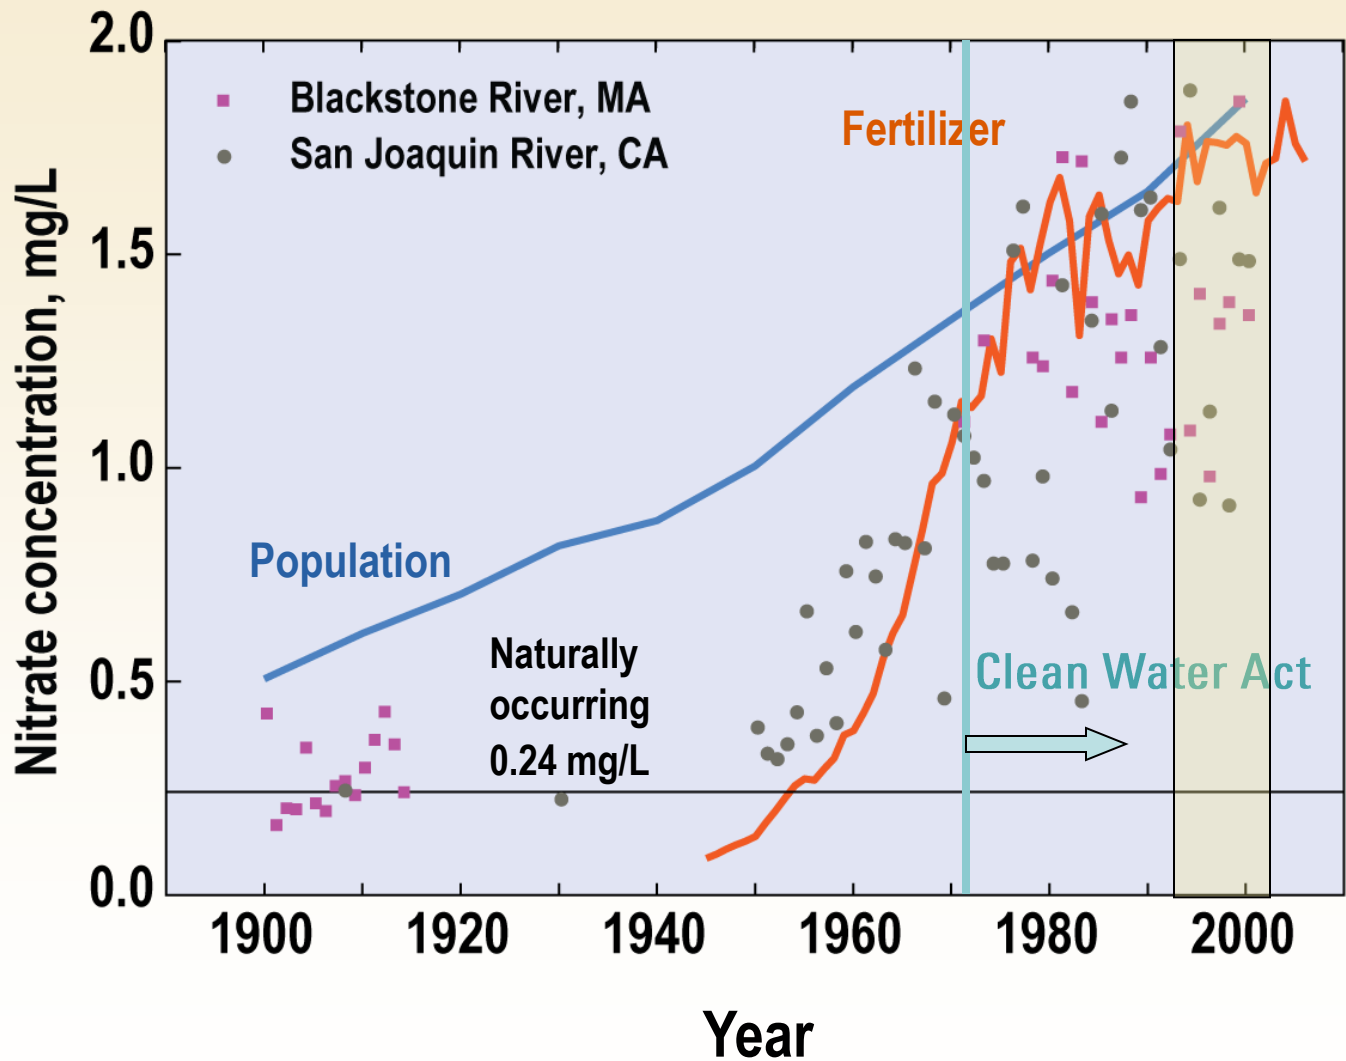 2.0
Blackstone River, MA
San Joaquin River, CA
Fertilizer
1.5
Nitrate concentration, mg/L
1.0
Population
Naturally
occurring
0.24 mg/L
0.5
Clean Water Act
0.0
1900 1920 1940 1960 1980 2000
Year